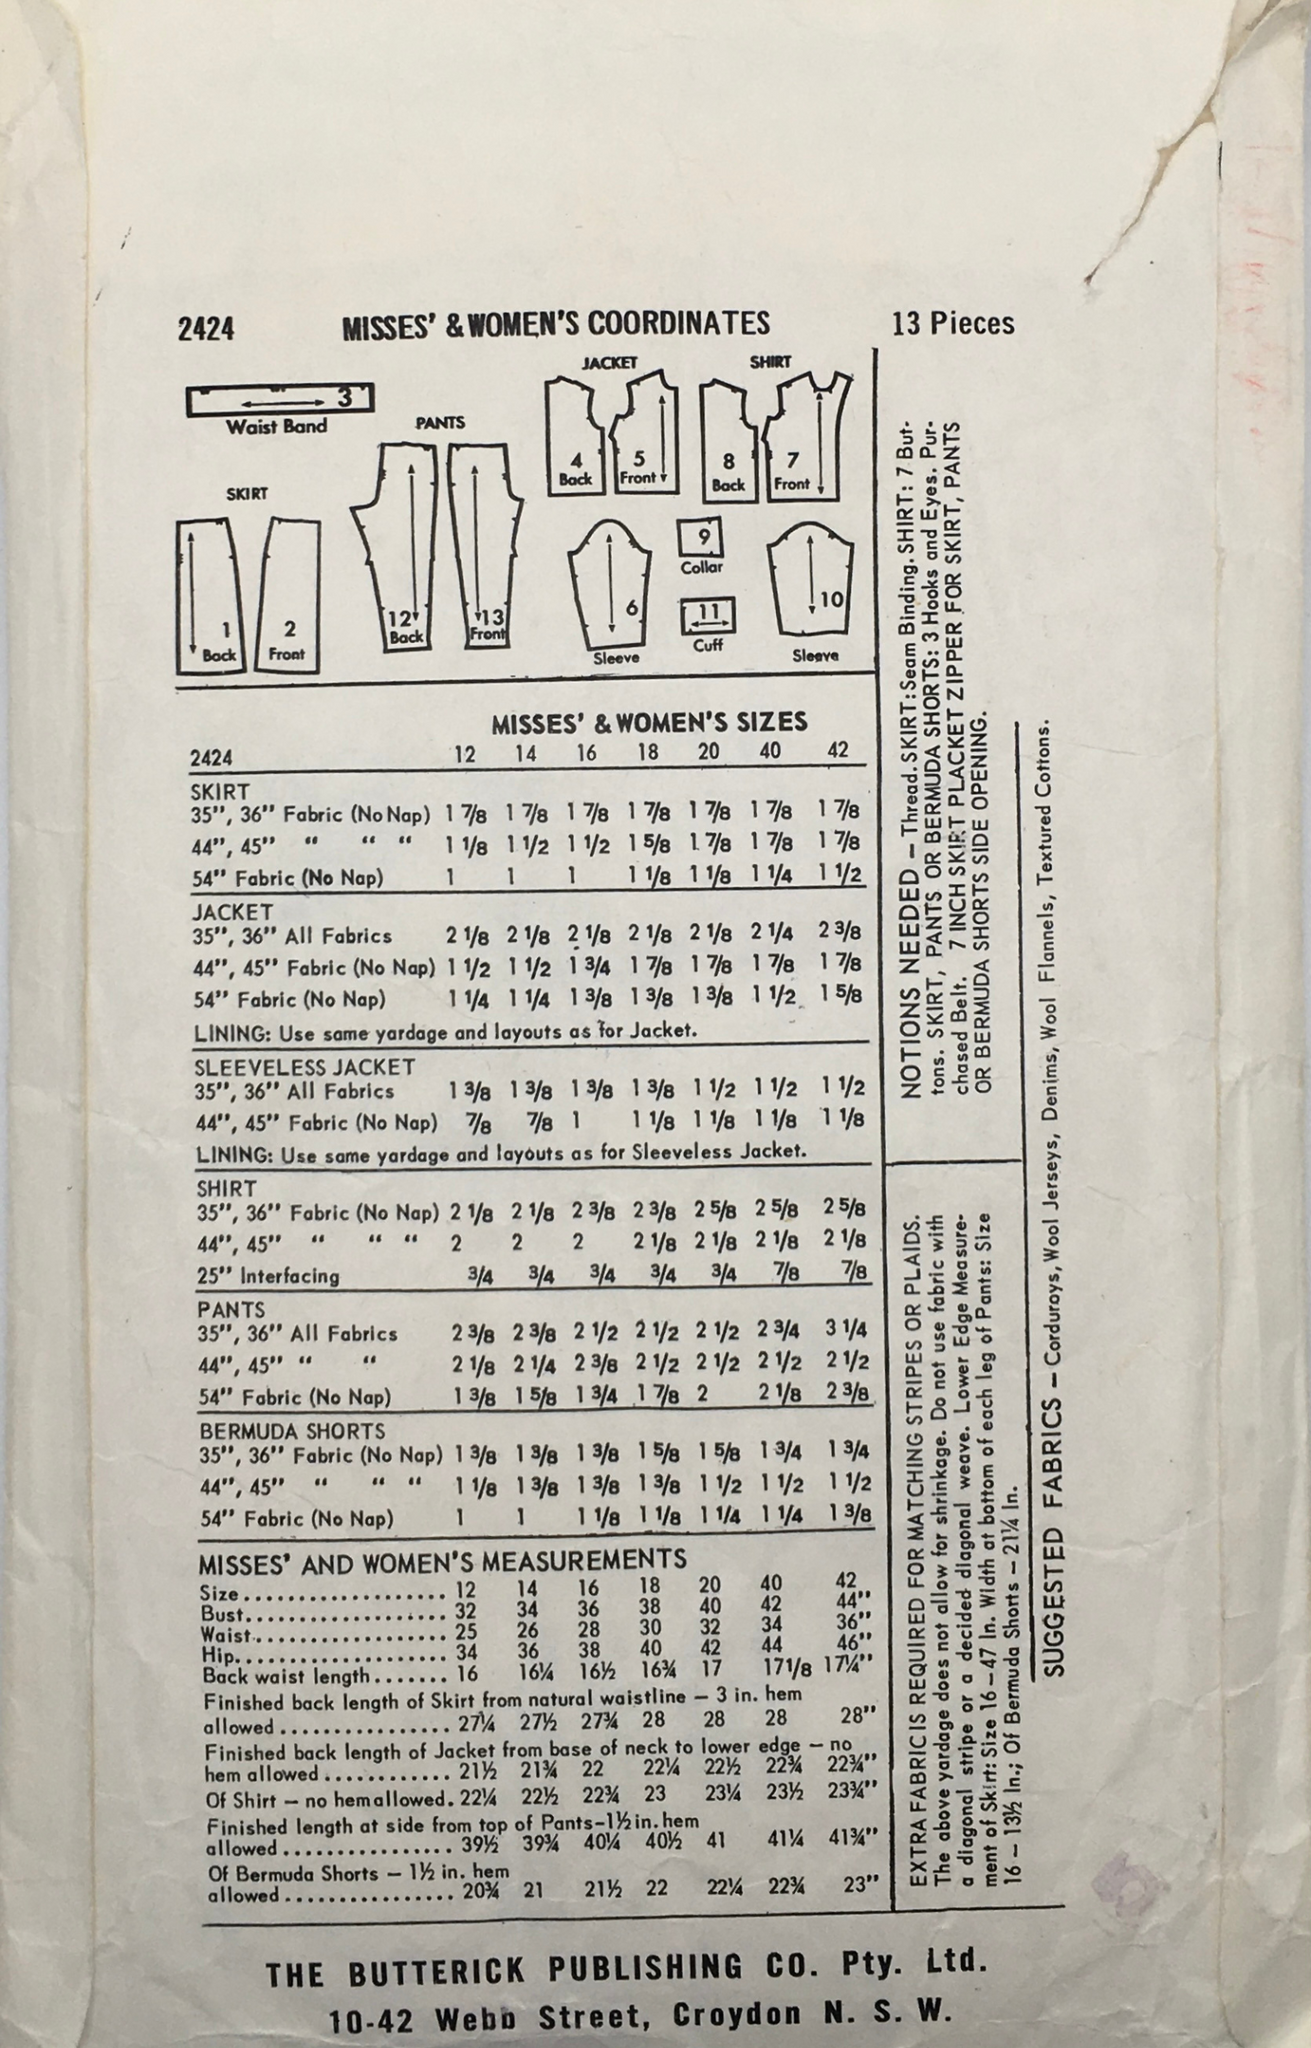 2424 MISSES' & WOMEN'S COORDINATES 13 Pieces
3
Waist Band
SKIRT
1
Back
2
Front
PANTS
12
Back
13
Front
JACKET
4
Back
5
Front
6
Sleeve
SHIRT
8
Back
7
Front
9
Collar
11
Cuff
10
Sleeve
MISSES' & WOMEN'S SIZES
2424 12 14 16 18 20 40 42
SKIRT
35", 36" Fabric (No Nap) 1 7/8 1 7/8 1 7/8 1 7/8 1 7/8 1 7/8 1 7/8
44", 45" " " " 1 1/8 1 1/2 1 1/2 1 5/8 1 7/8 1 7/8 1 7/8
54" Fabric (No Nap) 1 1 1 1 1/8 1 1/8 1 1/4 1 1/2
JACKET
35", 36" All Fabrics 2 1/8 2 1/8 2 1/8 2 1/8 2 1/8 2 1/4 2 3/8
44", 45" Fabric (No Nap) 1 1/2 1 1/2 1 3/4 1 7/8 1 7/8 1 7/8 1 7/8
54" Fabric (No Nap) 1 1/4 1 1/4 1 3/8 1 3/8 1 3/8 1 1/2 1 5/8
LINING: Use same yardage and layouts as for Jacket.
SLEEVELESS JACKET
35", 36" All Fabrics 1 3/8 1 3/8 1 3/8 1 3/8 1 1/2 1 1/2 1 1/2
44", 45" Fabric (No Nap) 7/8 7/8 1 1 1/8 1 1/8 1 1/8 1 1/8
LINING: Use same yardage and layouts as for Sleeveless Jacket.
SHIRT
35", 36" Fabric (No Nap) 2 1/8 2 1/8 2 3/8 2 3/8 2 5/8 2 5/8 2 5/8
44", 45" " " " 2 2 2 2 1/8 2 1/8 2 1/8 2 1/8
25" Interfacing 3/4 3/4 3/4 3/4 3/4 7/8 7/8
PANTS
35", 36" All Fabrics 2 3/8 2 3/8 2 1/2 2 1/2 2 1/2 2 3/4 3 1/4
44", 45" " " 2 1/8 2 1/4 2 3/8 2 1/2 2 1/2 2 1/2 2 1/2
54" Fabric (No Nap) 1 3/8 1 5/8 1 3/4 1 7/8 2 2 1/8 2 3/8
BERMUDA SHORTS
35", 36" Fabric (No Nap) 1 3/8 1 3/8 1 3/8 1 5/8 1 5/8 1 3/4 1 3/4
44", 45" " " " 1 1/8 1 3/8 1 3/8 1 3/8 1 1/2 1 1/2 1 1/2
54" Fabric (No Nap) 1 1 1 1/8 1 1/8 1 1/4 1 1/4 1 3/8
MISSES' AND WOMEN'S MEASUREMENTS
Size.................... 12 14 16 18 20 40 42
Bust.................... 32 34 36 38 40 42 44"
Waist................... 25 26 28 30 32 34 36"
Hip..................... 34 36 38 40 42 44 46"
Back waist length....... 16 16¼ 16½ 16¾ 17 17 1/8 17¼"
Finished back length of Skirt from natural waistline – 3 in. hem
allowed ................ 27¼ 27½ 27¾ 28 28 28 28"
Finished back length of Jacket from base of neck to lower edge – no
hem allowed ............ 21½ 21¾ 22 22¼ 22½ 22¾ 22¾"
Of Shirt – no hem allowed. 22¼ 22½ 22¾ 23 23¼ 23½ 23¾"
Finished length at side from top of Pants–1½ in. hem
allowed ................ 39½ 39¾ 40¼ 40½ 41 41¼ 41¾"
Of Bermuda Shorts – 1½ in. hem
allowed ................ 20¾ 21 21½ 22 22¼ 22¾ 23"
NOTIONS NEEDED – Thread. SKIRT: Seam Binding. SHIRT: 7 But-
tons. SKIRT, PANTS OR BERMUDA SHORTS: 3 Hooks and Eyes. Pur-
chased Belt. 7 INCH SKIRT PLACKET ZIPPER FOR SKIRT, PANTS
OR BERMUDA SHORTS SIDE OPENING.
EXTRA FABRIC IS REQUIRED FOR MATCHING STRIPES OR PLAIDS.
The above yardage does not allow for shrinkage. Do not use fabric with
a diagonal stripe or a decided diagonal weave. Lower Edge Measure-
ment of Skirt: Size 16 – 47 In. Width at bottom of each leg of Pants: Size
16 – 13½ In.; Of Bermuda Shorts – 21¼ In.
SUGGESTED FABRICS – Corduroys, Wool Jerseys, Denims, Wool Flannels, Textured Cottons.
THE BUTTERICK PUBLISHING CO. Pty. Ltd.
10-42 Webb Street, Croydon N. S. W.